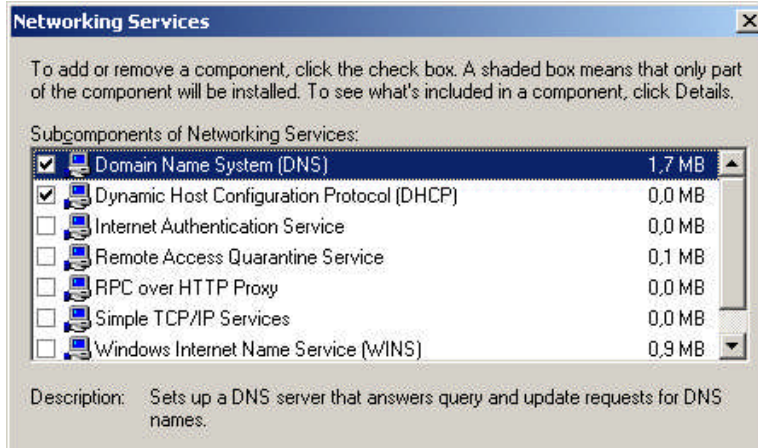 Networking Services
To add or remove a component, click the check box. A shaded box means that only part
of the component will be installed. To see what's included in a component, click Details.
Subcomponents of Networking Services:
Domain Name System (DNS) 1,7 MB
Dynamic Host Configuration Protocol (DHCP) 0,0 MB
Internet Authentication Service 0,0 MB
Remote Access Quarantine Service 0,1 MB
RPC over HTTP Proxy 0,0 MB
Simple TCP/IP Services 0,0 MB
Windows Internet Name Service (WINS) 0,9 MB
Description: Sets up a DNS server that answers query and update requests for DNS
names.